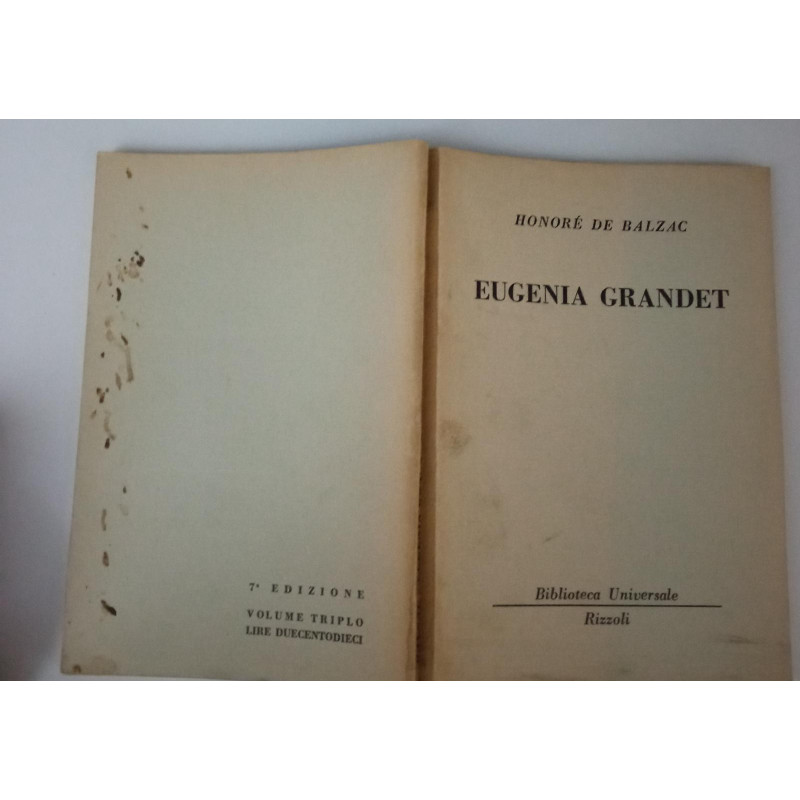 HONORÉ DE BALZAC
EUGENIA GRANDET
Biblioteca Universale
Rizzoli
7ª EDIZIONE
VOLUME TRIPLO
LIRE DUECENTODIECI